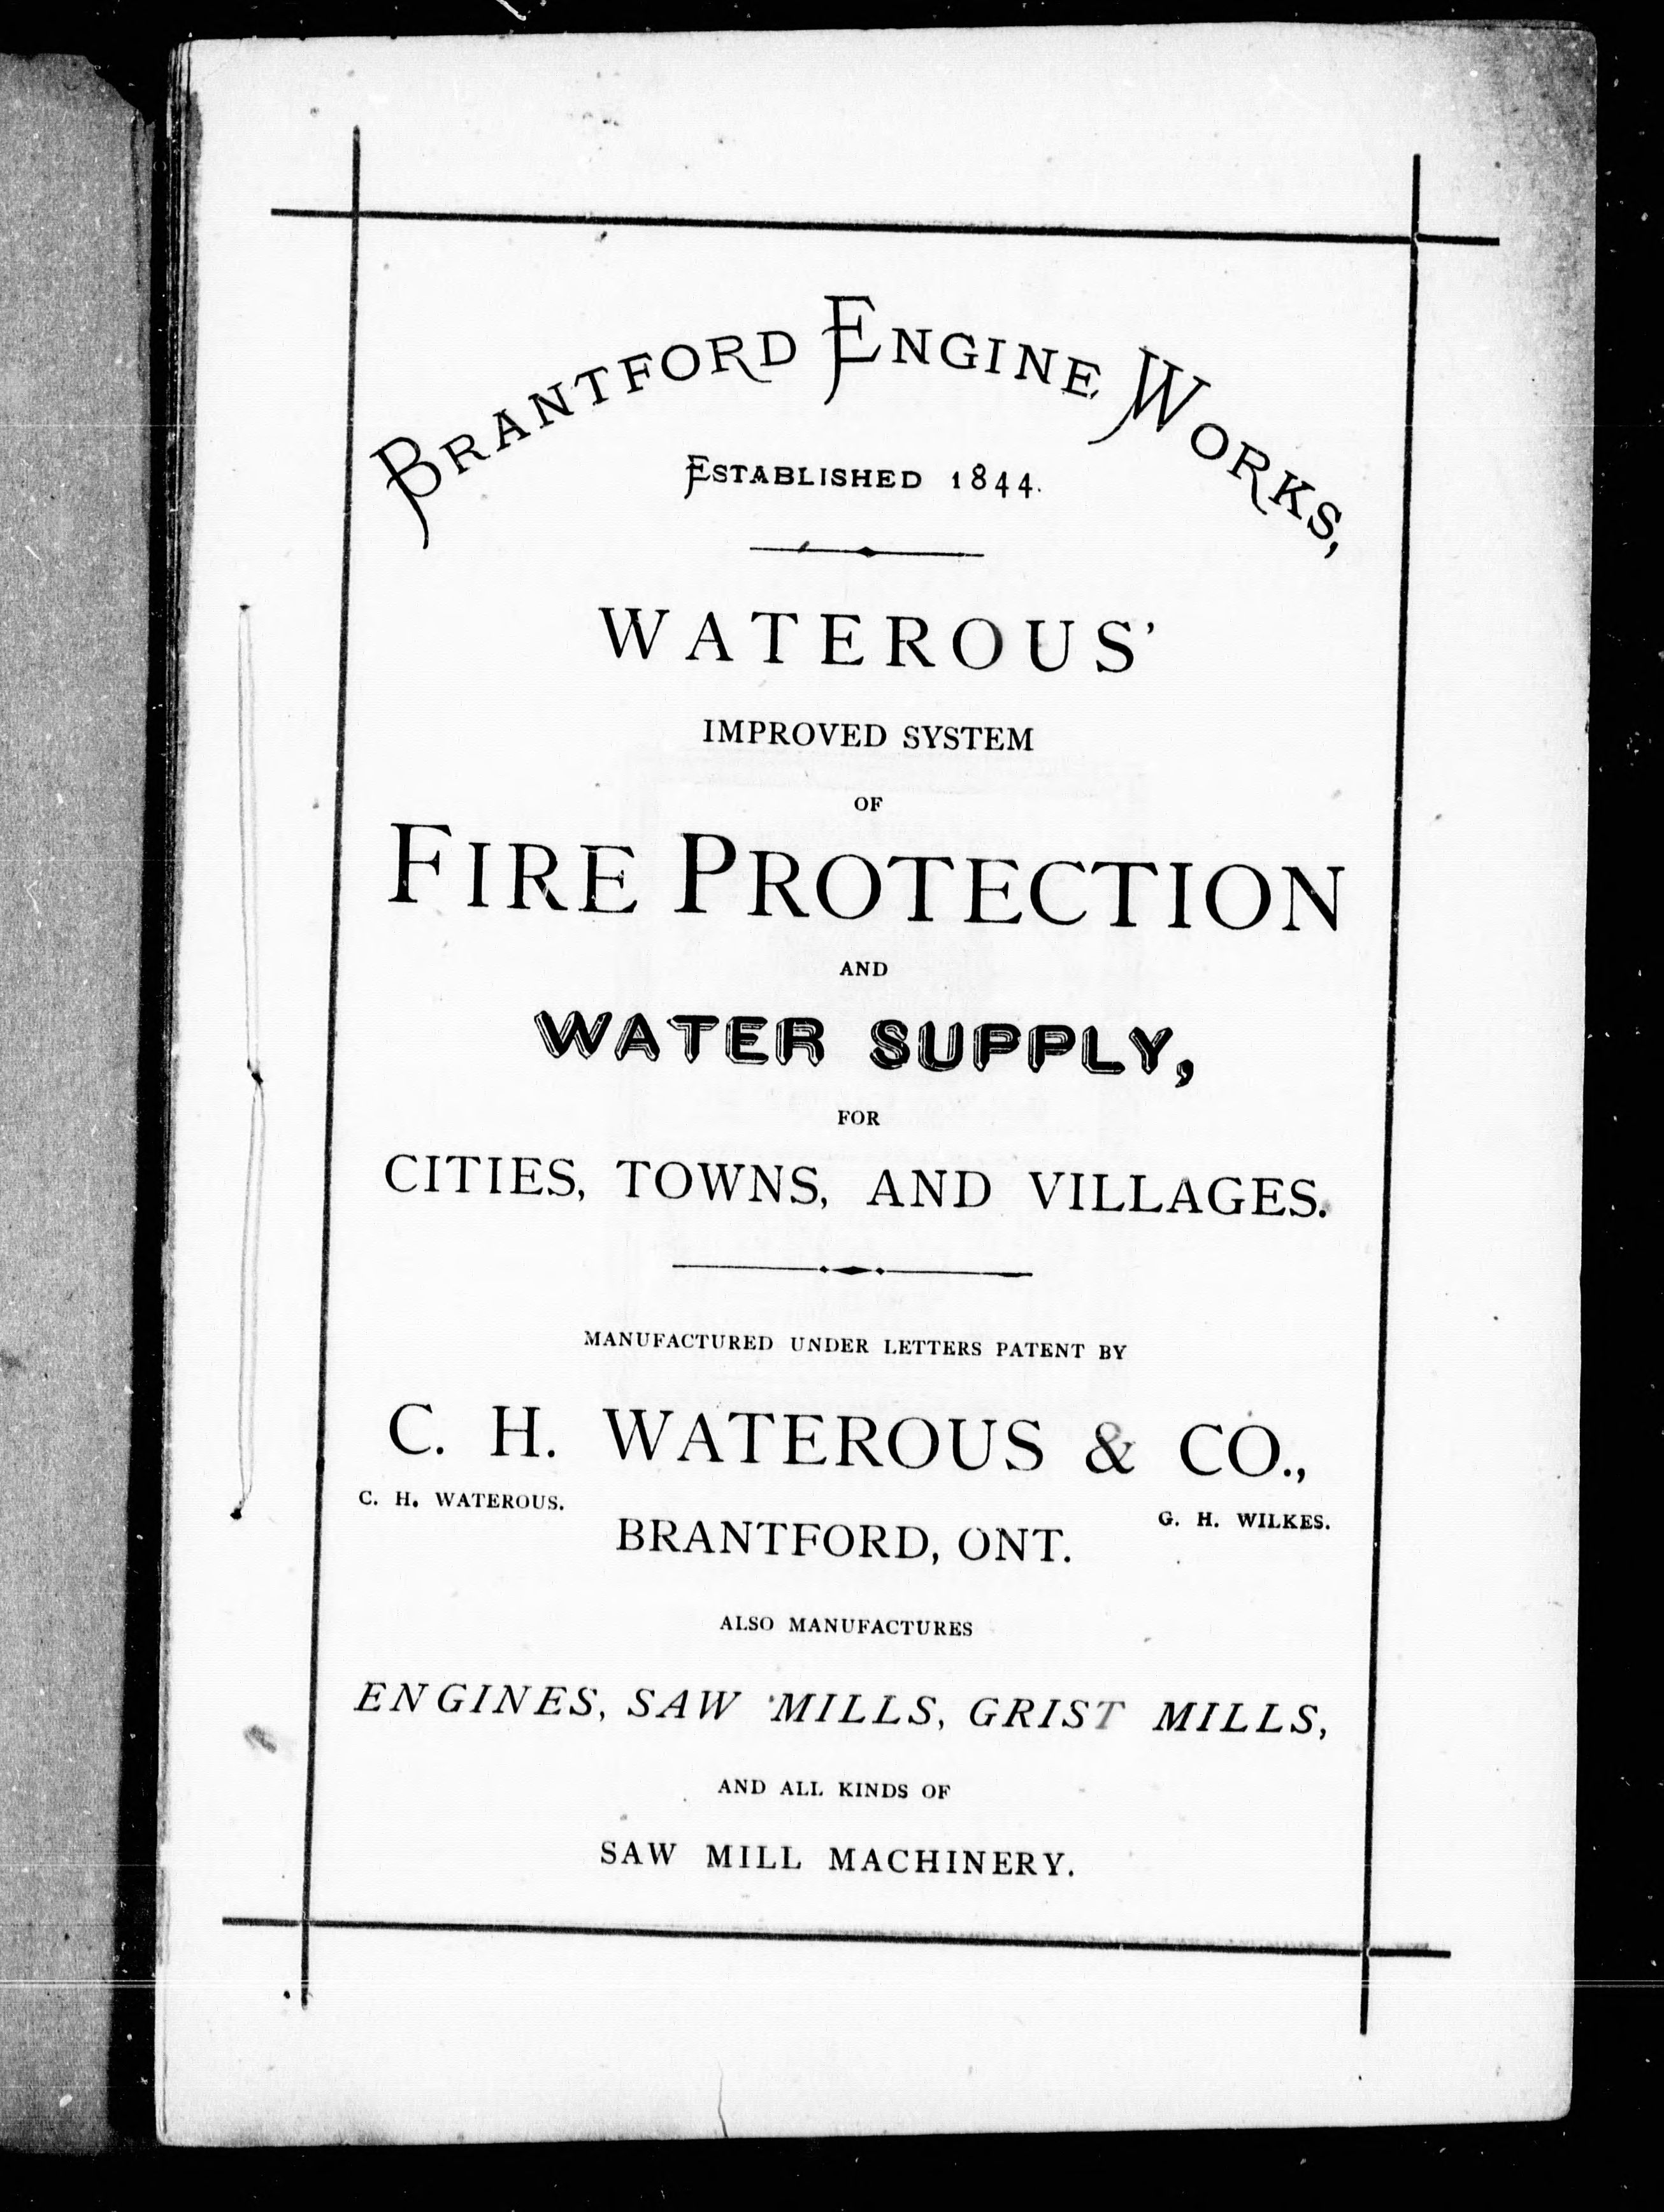 BRANTFORD ENGINE WORKS,
ESTABLISHED 1844.
WATEROUS'
IMPROVED SYSTEM
OF
FIRE PROTECTION
AND
WATER SUPPLY,
FOR
CITIES, TOWNS, AND VILLAGES.
MANUFACTURED UNDER LETTERS PATENT BY
C. H. WATEROUS & CO.,
C. H. WATEROUS.
G. H. WILKES.
BRANTFORD, ONT.
ALSO MANUFACTURES
ENGINES, SAW MILLS, GRIST MILLS,
AND ALL KINDS OF
SAW MILL MACHINERY.